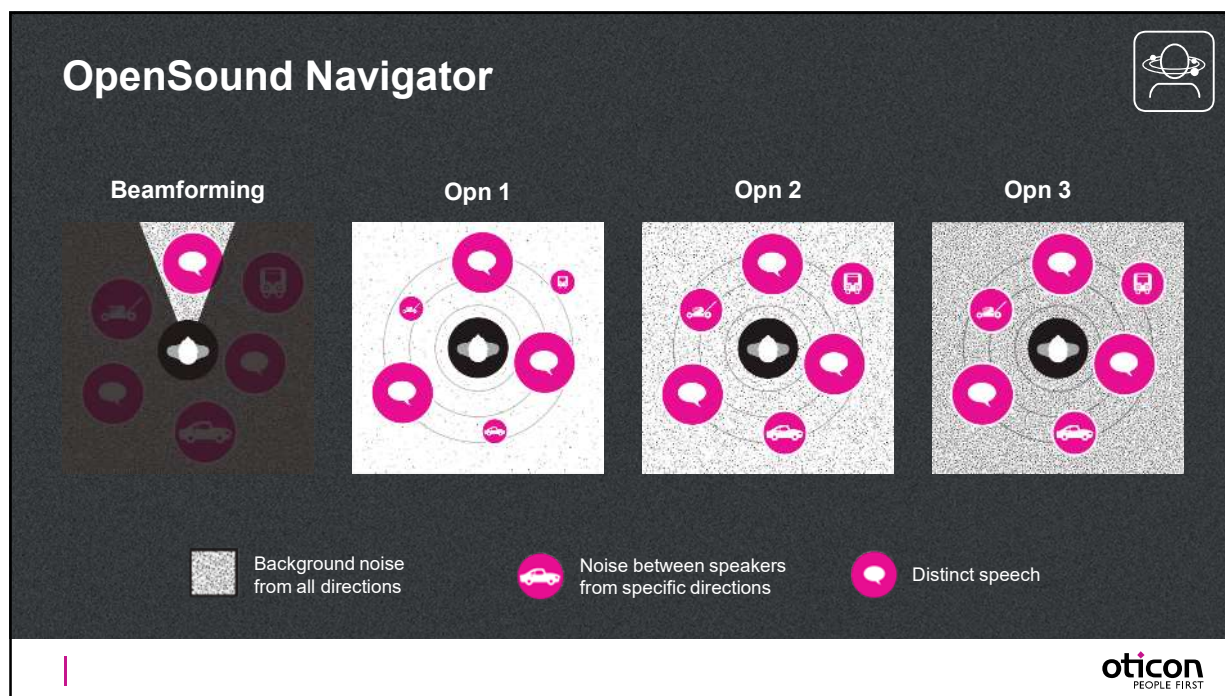 OpenSound Navigator
Beamforming
Opn 1
Opn 2
Opn 3
Background noise
from all directions
Noise between speakers
from specific directions
Distinct speech
oticon
PEOPLE FIRST